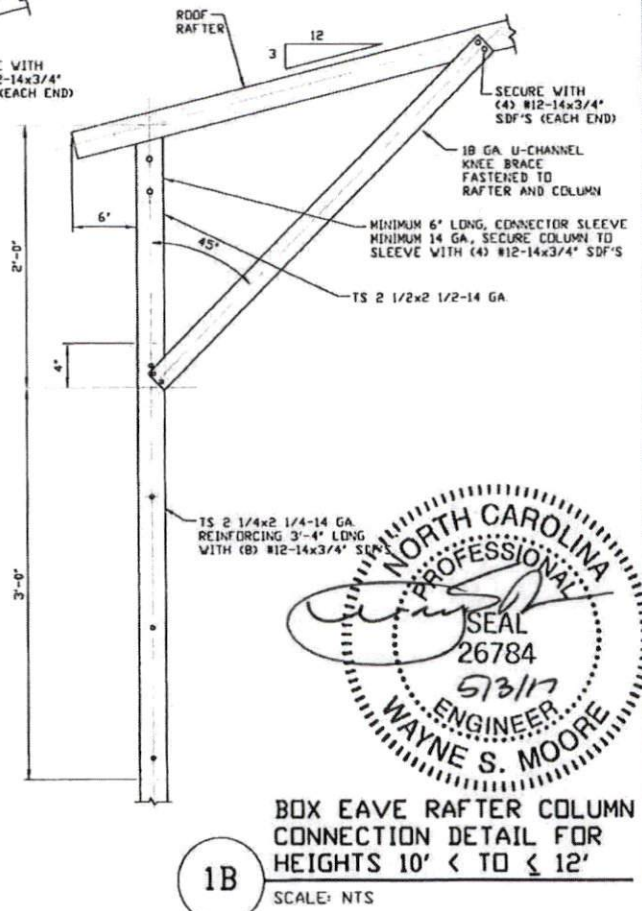 E WITH
2-14x3/4"
(EACH END)
ROOF
RAFTER
12
3
SECURE WITH
(4) #12-14x3/4"
SDF'S (EACH END)
18 GA. U-CHANNEL
KNEE BRACE
FASTENED TO
RAFTER AND COLUMN
6"
MINIMUM 6" LONG, CONNECTOR SLEEVE
MINIMUM 14 GA., SECURE COLUMN TO
SLEEVE WITH (4) #12-14x3/4" SDF'S
45°
2'-0"
TS 2 1/2x2 1/2-14 GA.
4"
TS 2 1/4x2 1/4-14 GA.
REINFORCING 3'-4" LONG
WITH (8) #12-14x3/4" SDF'S
3'-0"
NORTH CAROLINA
PROFESSIONAL
SEAL
26784
5/3/17
ENGINEER
WAYNE S. MOORE
BOX EAVE RAFTER COLUMN
CONNECTION DETAIL FOR
HEIGHTS 10' < TO ≤ 12'
1B
SCALE: NTS